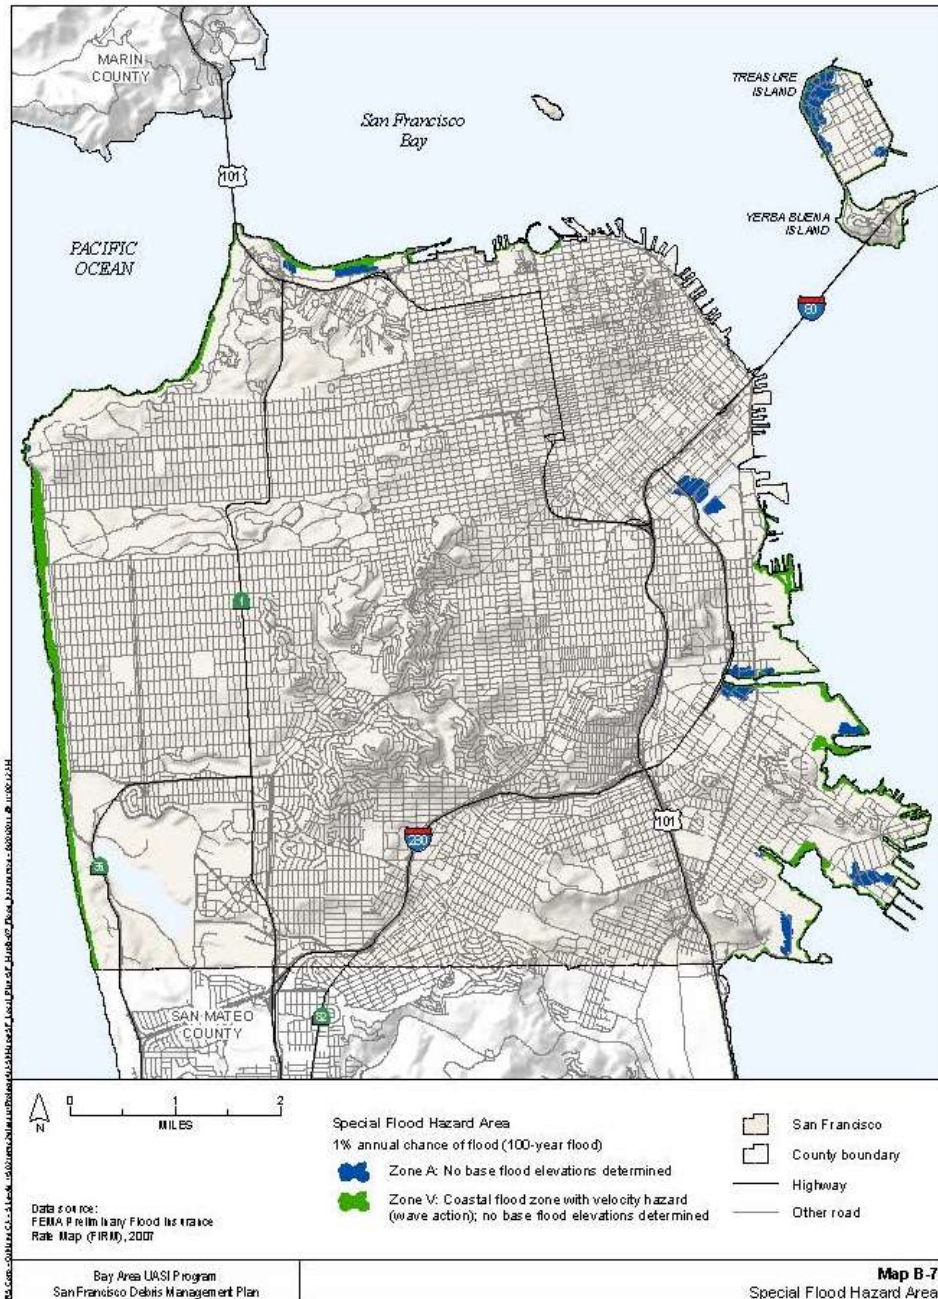 MARIN
COUNTY
San Francisco
Bay
TREASURE
ISLAND
101
YERBA BUENA
ISLAND
PACIFIC
OCEAN
80
1
280
101
35
SAN MATEO
COUNTY
82
0 1 2
MILES
N
Special Flood Hazard Area
1% annual chance of flood (100-year flood)
Zone A: No base flood elevations determined
Zone V: Coastal flood zone with velocity hazard
(wave action); no base flood elevations determined
San Francisco
County boundary
Highway
Other road
Data source:
FEMA Preliminary Flood Insurance
Rate Map (FIRM), 2007
Bay Area UASI Program
San Francisco Debris Management Plan
Map B-7
Special Flood Hazard Area